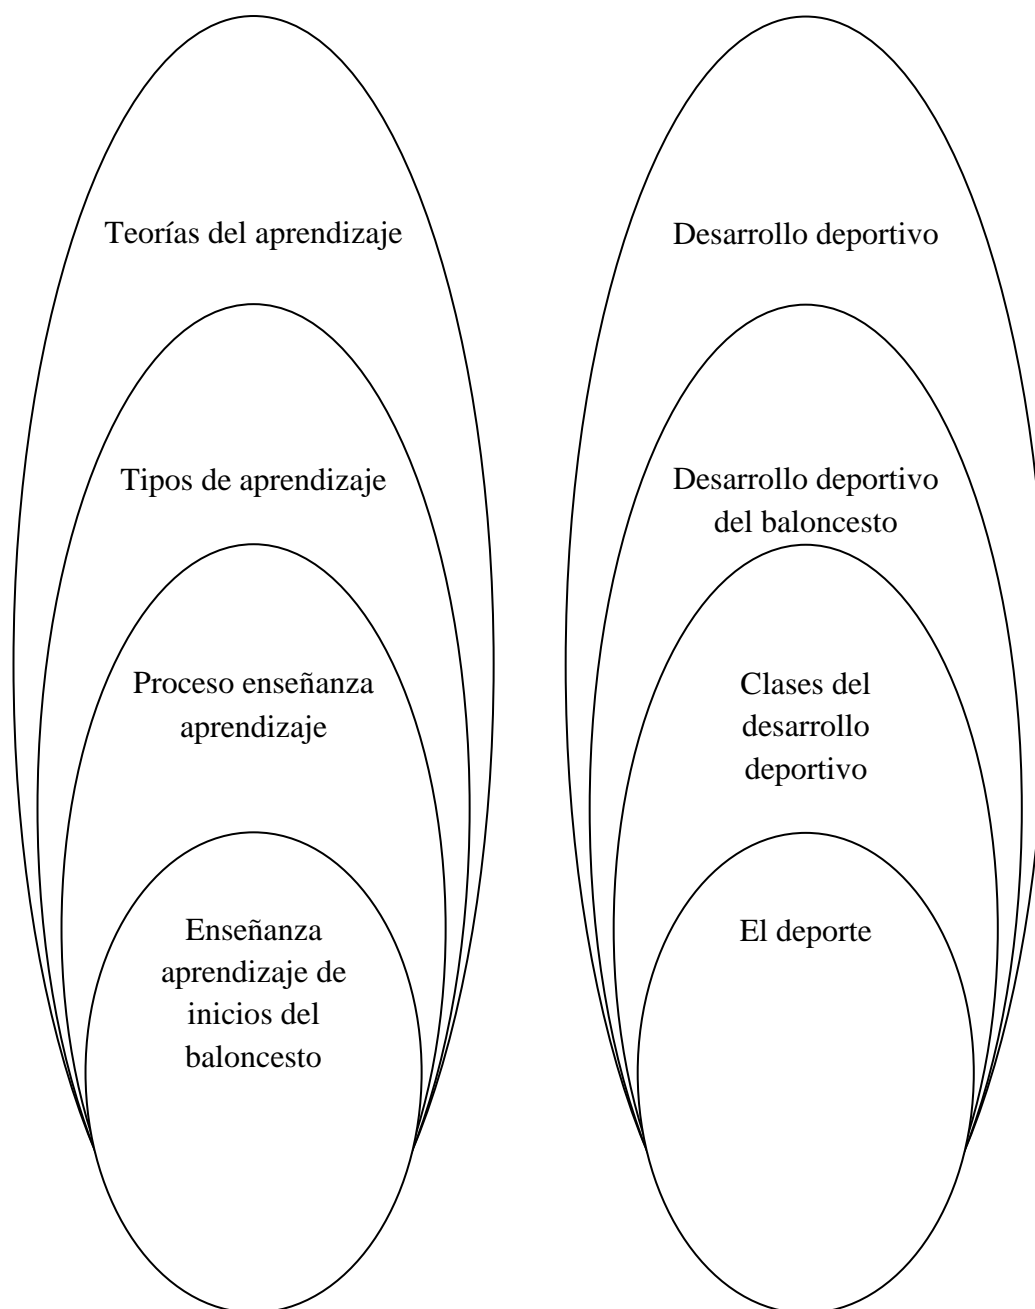 Teorías del aprendizaje
Tipos de aprendizaje
Proceso enseñanza
aprendizaje
Enseñanza
aprendizaje de
inicios del
baloncesto
Desarrollo deportivo
Desarrollo deportivo
del baloncesto
Clases del
desarrollo
deportivo
El deporte